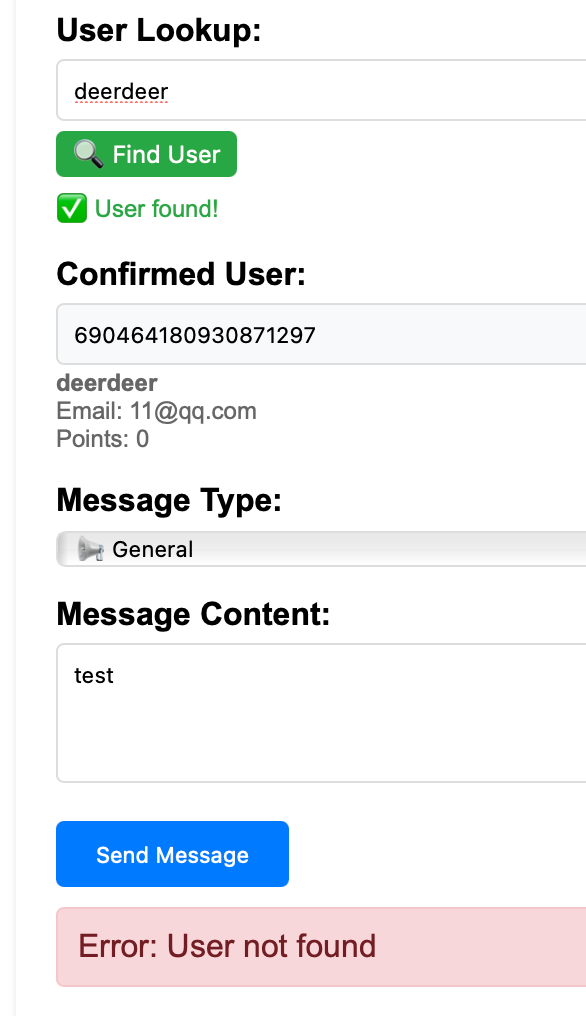 User Lookup:
deerdeer
🔍 Find User
✅ User found!
Confirmed User:
690464180930871297
deerdeer
Email: 11@qq.com
Points: 0
Message Type:
📢 General
Message Content:
test
Send Message
Error: User not found